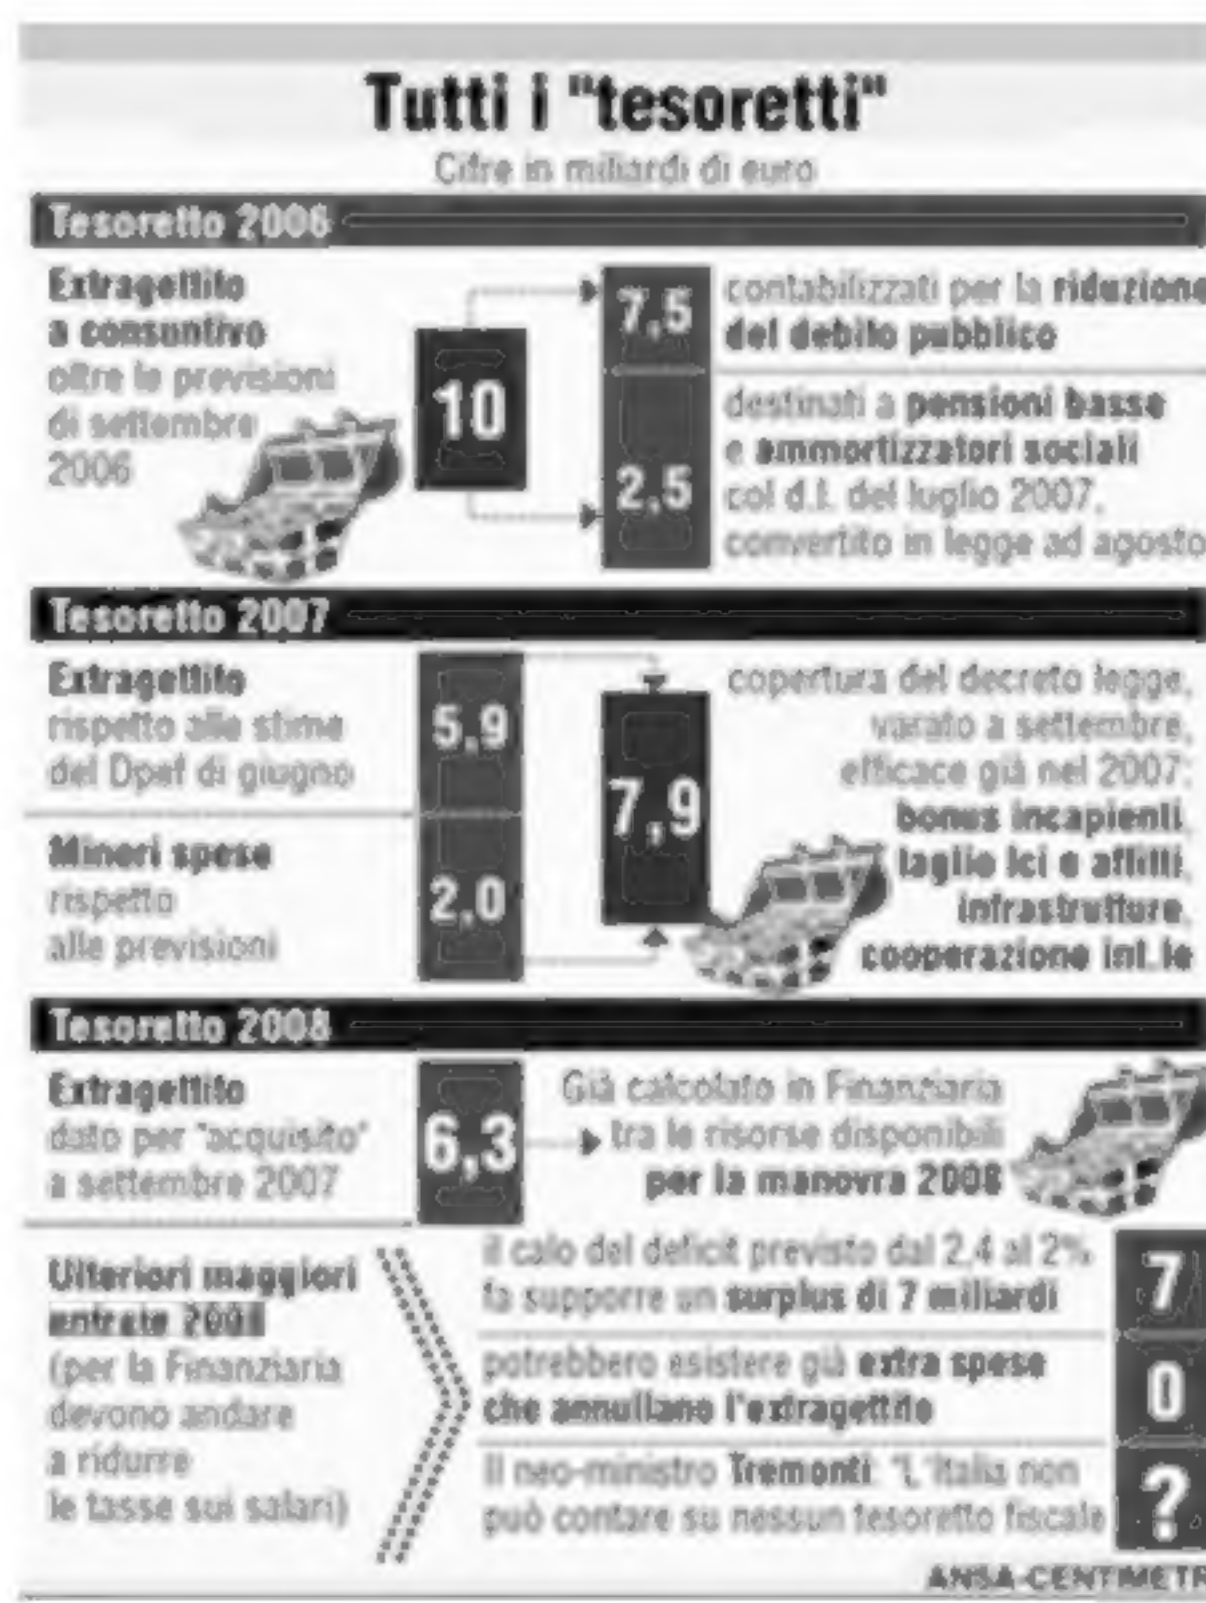 Tutti i "tesoretti"
Cifre in miliardi di euro
Tesoretto 2006
Extragettito
a consuntivo
oltre le previsioni
di settembre
2006
10
7,5
contabilizzati per la riduzione
del debito pubblico
2,5
destinati a pensioni basse
e ammortizzatori sociali
col d.l. del luglio 2007,
convertito in legge ad agosto
Tesoretto 2007
Extragettito
rispetto alle stime
del Dpef di giugno
5,9
Minori spese
rispetto
alle previsioni
2,0
7,9
copertura del decreto legge,
varato a settembre,
efficace già nel 2007:
bonus incapienti,
taglio Ici e affitti,
infrastrutture,
cooperazione int.le
Tesoretto 2008
Extragettito
dato per "acquisito"
a settembre 2007
6,3
Già calcolato in Finanziaria
tra le risorse disponibili
per la manovra 2008
Ulteriori maggiori
entrate 2008
(per la Finanziaria
devono andare
a ridurre
le tasse sui salari)
il calo del deficit previsto dal 2,4 al 2%
fa supporre un surplus di 7 miliardi
7
potrebbero esistere già extra spese
che annullano l'extragettito
0
Il neo-ministro Tremonti: "L'Italia non
può contare su nessun tesoretto fiscale
?
ANSA-CENTIMETR